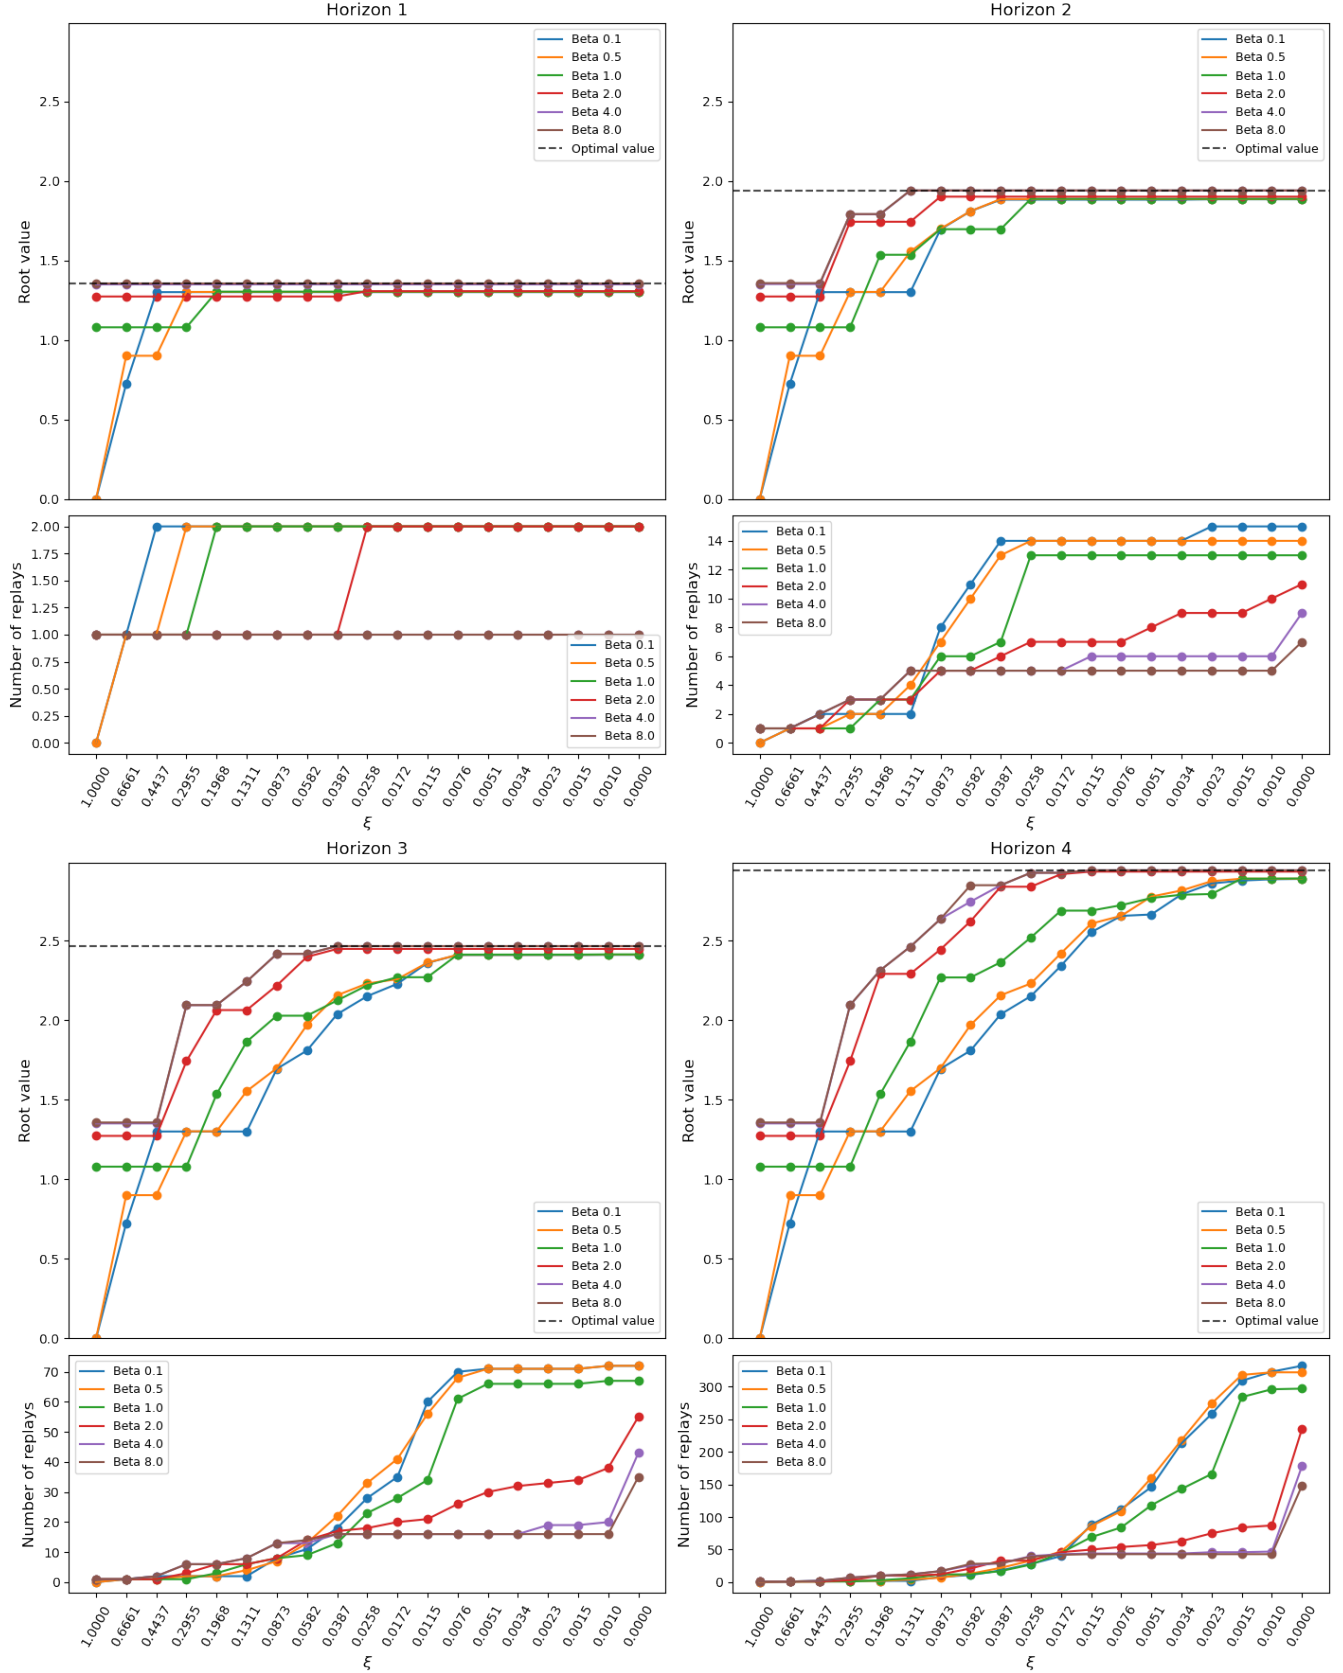 Horizon 1
Root value
2.5
2.0
1.5
1.0
0.5
0.0
Beta 0.1
Beta 0.5
Beta 1.0
Beta 2.0
Beta 4.0
Beta 8.0
Optimal value
Number of replays
2.00
1.75
1.50
1.25
1.00
0.75
0.50
0.25
0.00
Beta 0.1
Beta 0.5
Beta 1.0
Beta 2.0
Beta 4.0
Beta 8.0
1.0000
0.6661
0.4437
0.2955
0.1968
0.1311
0.0873
0.0582
0.0387
0.0258
0.0172
0.0115
0.0076
0.0051
0.0034
0.0023
0.0015
0.0010
0.0000
ξ
Horizon 2
Root value
2.5
2.0
1.5
1.0
0.5
0.0
Beta 0.1
Beta 0.5
Beta 1.0
Beta 2.0
Beta 4.0
Beta 8.0
Optimal value
Number of replays
14
12
10
8
6
4
2
0
Beta 0.1
Beta 0.5
Beta 1.0
Beta 2.0
Beta 4.0
Beta 8.0
1.0000
0.6661
0.4437
0.2955
0.1968
0.1311
0.0873
0.0582
0.0387
0.0258
0.0172
0.0115
0.0076
0.0051
0.0034
0.0023
0.0015
0.0010
0.0000
ξ
Horizon 3
Root value
2.5
2.0
1.5
1.0
0.5
0.0
Beta 0.1
Beta 0.5
Beta 1.0
Beta 2.0
Beta 4.0
Beta 8.0
Optimal value
Number of replays
70
60
50
40
30
20
10
0
Beta 0.1
Beta 0.5
Beta 1.0
Beta 2.0
Beta 4.0
Beta 8.0
1.0000
0.6661
0.4437
0.2955
0.1968
0.1311
0.0873
0.0582
0.0387
0.0258
0.0172
0.0115
0.0076
0.0051
0.0034
0.0023
0.0015
0.0010
0.0000
ξ
Horizon 4
Root value
2.5
2.0
1.5
1.0
0.5
0.0
Beta 0.1
Beta 0.5
Beta 1.0
Beta 2.0
Beta 4.0
Beta 8.0
Optimal value
Number of replays
300
250
200
150
100
50
0
Beta 0.1
Beta 0.5
Beta 1.0
Beta 2.0
Beta 4.0
Beta 8.0
1.0000
0.6661
0.4437
0.2955
0.1968
0.1311
0.0873
0.0582
0.0387
0.0258
0.0172
0.0115
0.0076
0.0051
0.0034
0.0023
0.0015
0.0010
0.0000
ξ